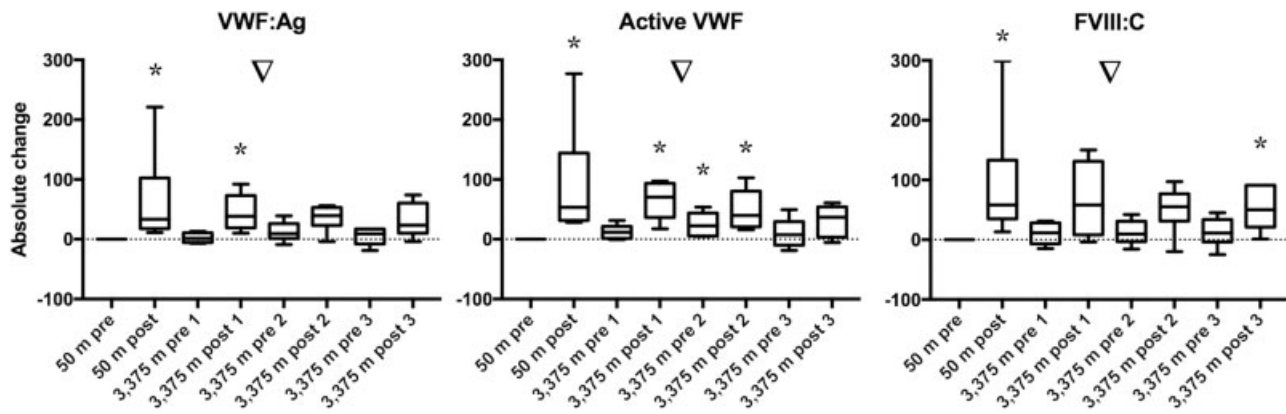 VWF:Ag
Active VWF
FVIII:C
Absolute change
300
200
100
0
-100
300
200
100
0
-100
300
200
100
0
-100
* * ∇
* * * * ∇
* * ∇
50 m pre
50 m post
3,375 m pre 1
3,375 m post 1
3,375 m pre 2
3,375 m post 2
3,375 m pre 3
3,375 m post 3
50 m pre
50 m post
3,375 m pre 1
3,375 m post 1
3,375 m pre 2
3,375 m post 2
3,375 m pre 3
3,375 m post 3
50 m pre
50 m post
3,375 m pre 1
3,375 m post 1
3,375 m pre 2
3,375 m post 2
3,375 m pre 3
3,375 m post 3